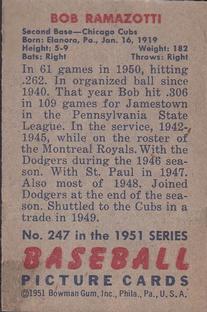 BOB RAMAZOTTI
Second Base—Chicago Cubs
Born: Elanora, Pa., Jan. 16, 1919
Height: 5-9 Weight: 182
Bats: Right Throws: Right
In 61 games in 1950, hitting
.262. In organized ball since
1940. That year Bob hit .306
in 109 games for Jamestown
in the Pennsylvania State
League. In the service, 1942-
1945, while on the roster of
the Montreal Royals. With the
Dodgers during the 1946 sea-
son. With St. Paul in 1947.
Also most of 1948. Joined
Dodgers at the end of the sea-
son. Shuttled to the Cubs in a
trade in 1949.
No. 247 in the 1951 SERIES
BASEBALL
PICTURE CARDS
©1951 Bowman Gum, Inc., Phila., Pa., U. S. A.